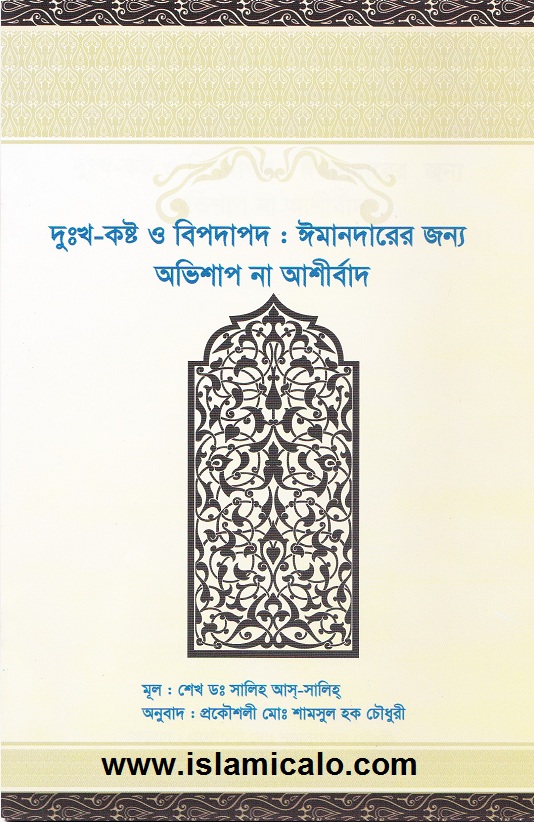 দুঃখ-কষ্ট ও বিপদাপদ : ঈমানদারের জন্য
অভিশাপ না আশীর্বাদ
মূল : শেখ ডঃ সালিহ আস্-সালিহ্
অনুবাদ : প্রকৌশলী মোঃ শামসুল হক চৌধুরী
www.islamicalo.com